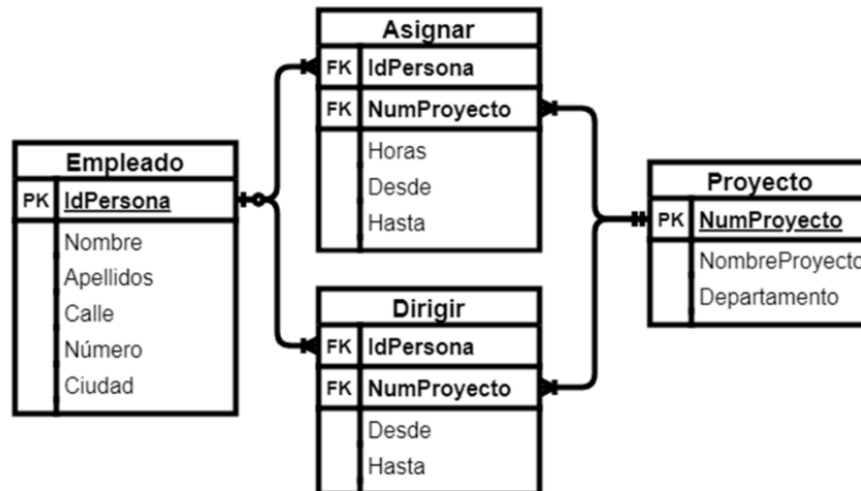 Empleado
PK IdPersona
Nombre
Apellidos
Calle
Número
Ciudad
Asignar
FK IdPersona
FK NumProyecto
Horas
Desde
Hasta
Dirigir
FK IdPersona
FK NumProyecto
Desde
Hasta
Proyecto
PK NumProyecto
NombreProyecto
Departamento